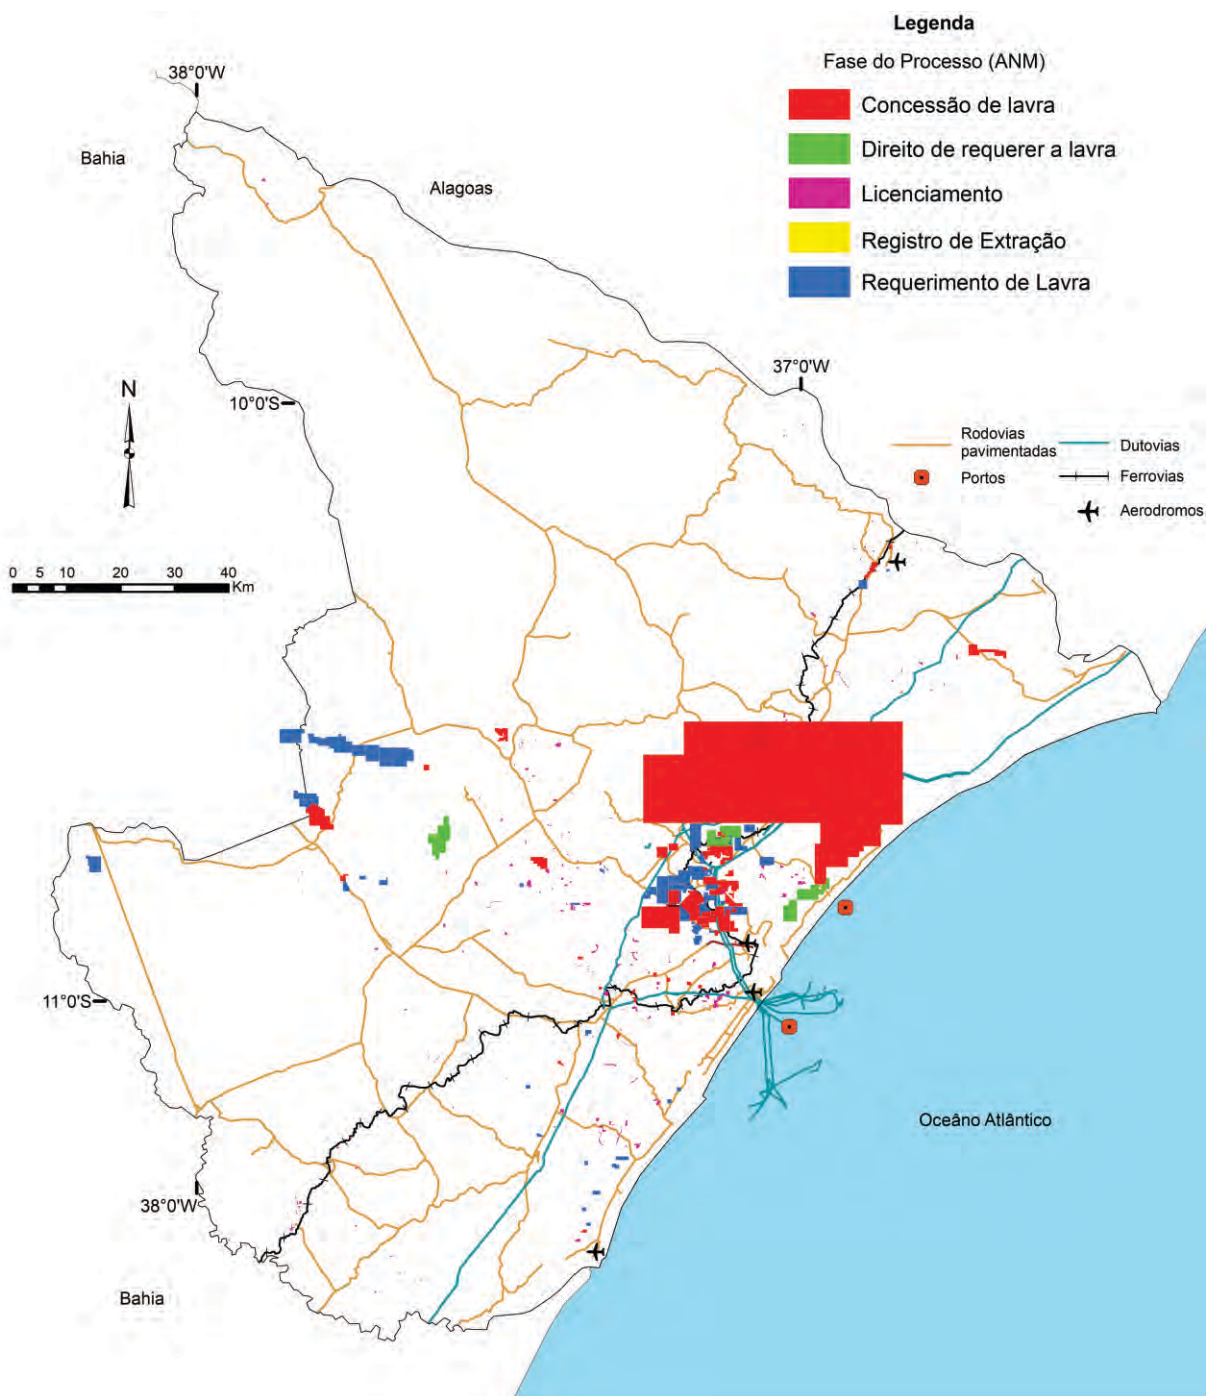 Legenda
Fase do Processo (ANM)
Concessão de lavra
Direito de requerer a lavra
Licenciamento
Registro de Extração
Requerimento de Lavra
38°0'W
Bahia
Alagoas
37°0'W
N
10°0'S
Rodovias
pavimentadas
Dutovias
Portos
Ferrovias
Aerodromos
0 5 10 20 30 40
Km
11°0'S
Oceâno Atlântico
38°0'W
Bahia